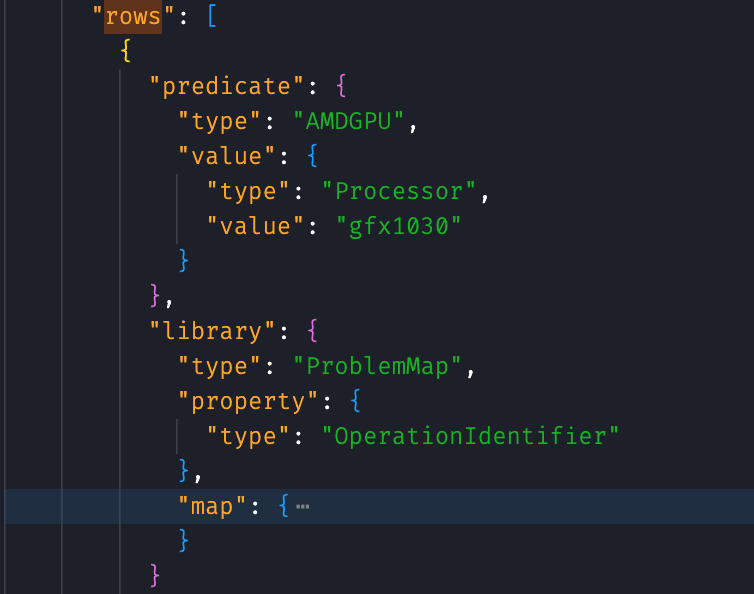 "rows": [
{
"predicate": {
"type": "AMDGPU",
"value": {
"type": "Processor",
"value": "gfx1030"
}
},
"library": {
"type": "ProblemMap",
"property": {
"type": "OperationIdentifier"
},
"map": {⋯
}
}